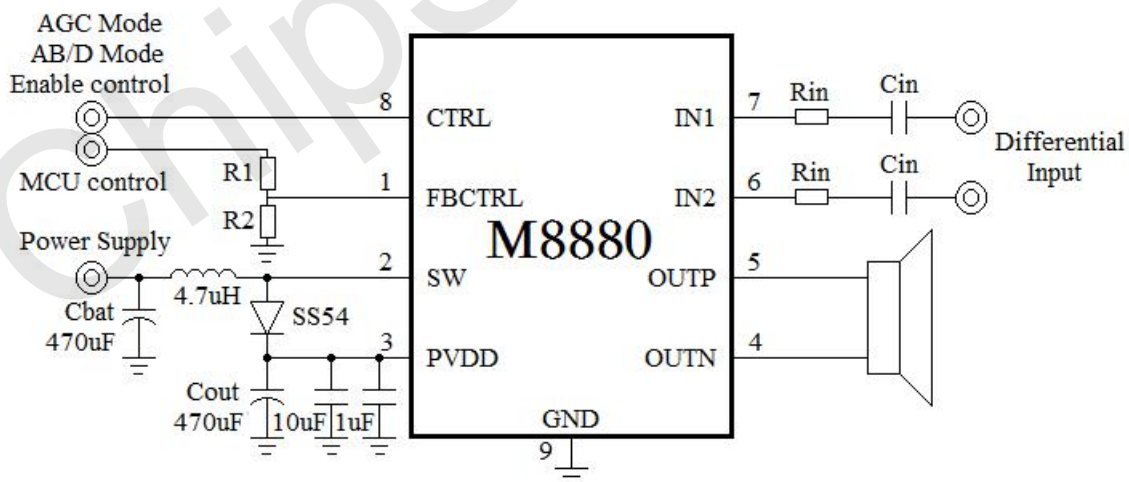 AGC Mode
AB/D Mode
Enable control
MCU control
Power Supply
Cbat
470uF
4.7uH
R1
R2
SS54
Cout
470uF
10uF
1uF
8
1
2
3
CTRL
FBCTRL
SW
PVDD
M8880
GND
9
IN1
IN2
OUTP
OUTN
7
6
5
4
Rin
Cin
Rin
Cin
Differential
Input